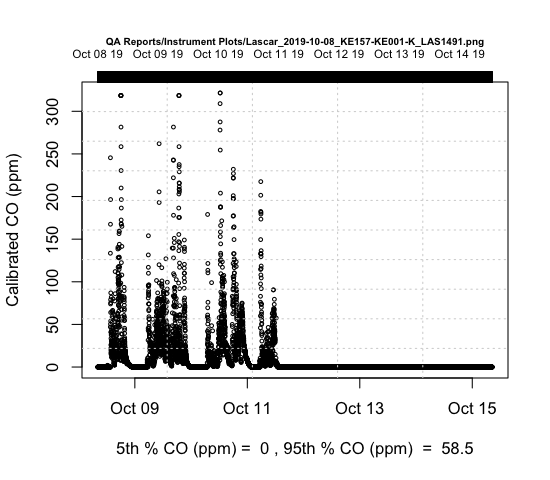 QA Reports/Instrument Plots/Lascar_2019-10-08_KE157-KE001-K_LAS1491.png
Oct 08 19 Oct 09 19 Oct 10 19 Oct 11 19 Oct 12 19 Oct 13 19 Oct 14 19
300
250
200
150
100
50
0
Calibrated CO (ppm)
Oct 09 Oct 11 Oct 13 Oct 15
5th % CO (ppm) = 0 , 95th % CO (ppm) = 58.5